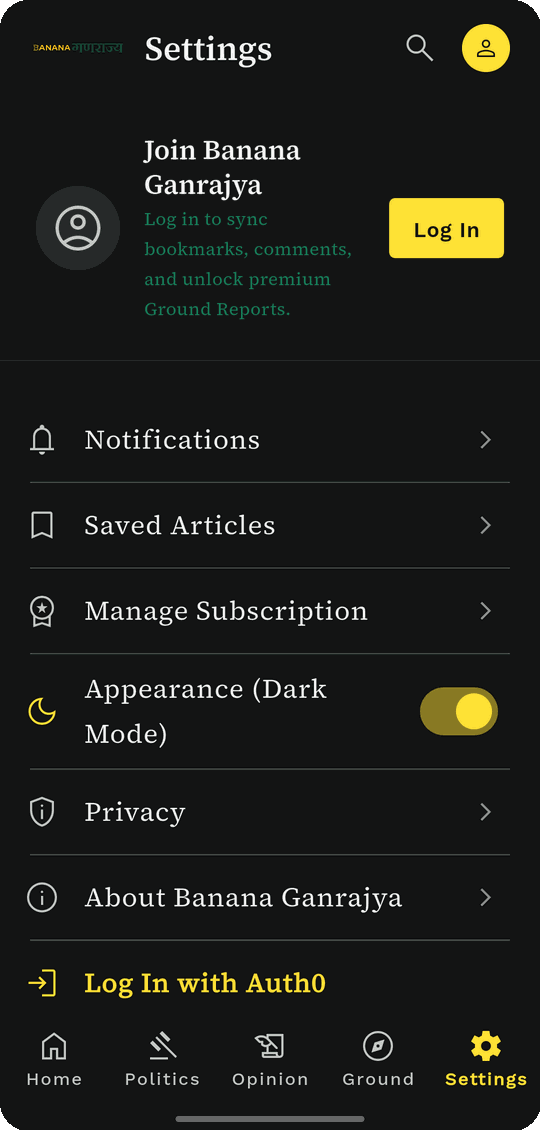 BANANA गणराज्य
Settings
Join Banana
Ganrajya
Log in to sync
bookmarks, comments,
and unlock premium
Ground Reports.
Log In
Notifications
Saved Articles
Manage Subscription
Appearance (Dark
Mode)
Privacy
About Banana Ganrajya
Log In with Auth0
Home
Politics
Opinion
Ground
Settings